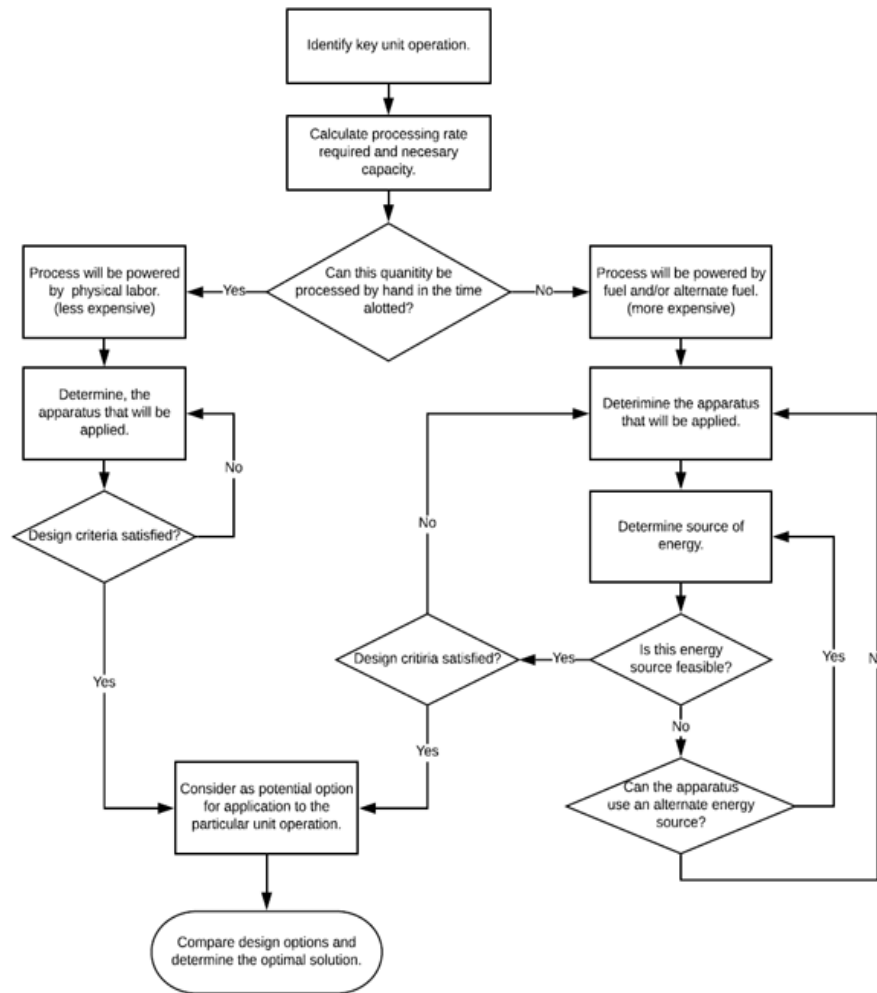 Identify key unit operation.
Calculate processing rate
required and necesary
capacity.
Can this quanitity be
processed by hand in the time
alotted?
Yes
No
Process will be powered
by physical labor.
(less expensive)
Process will be powered by
fuel and/or alternate fuel.
(more expensive)
Determine, the
apparatus that will be
applied.
Deterimine the apparatus
that will be applied.
No
No
Design criteria satisfied?
Determine source of
energy.
Design critiria satisfied?
Yes
Is this energy
source feasible?
Yes
Yes
No
Yes
Consider as potential option
for application to the
particular unit operation.
Can the apparatus
use an alternate energy
source?
Compare design options and
determine the optimal solution.